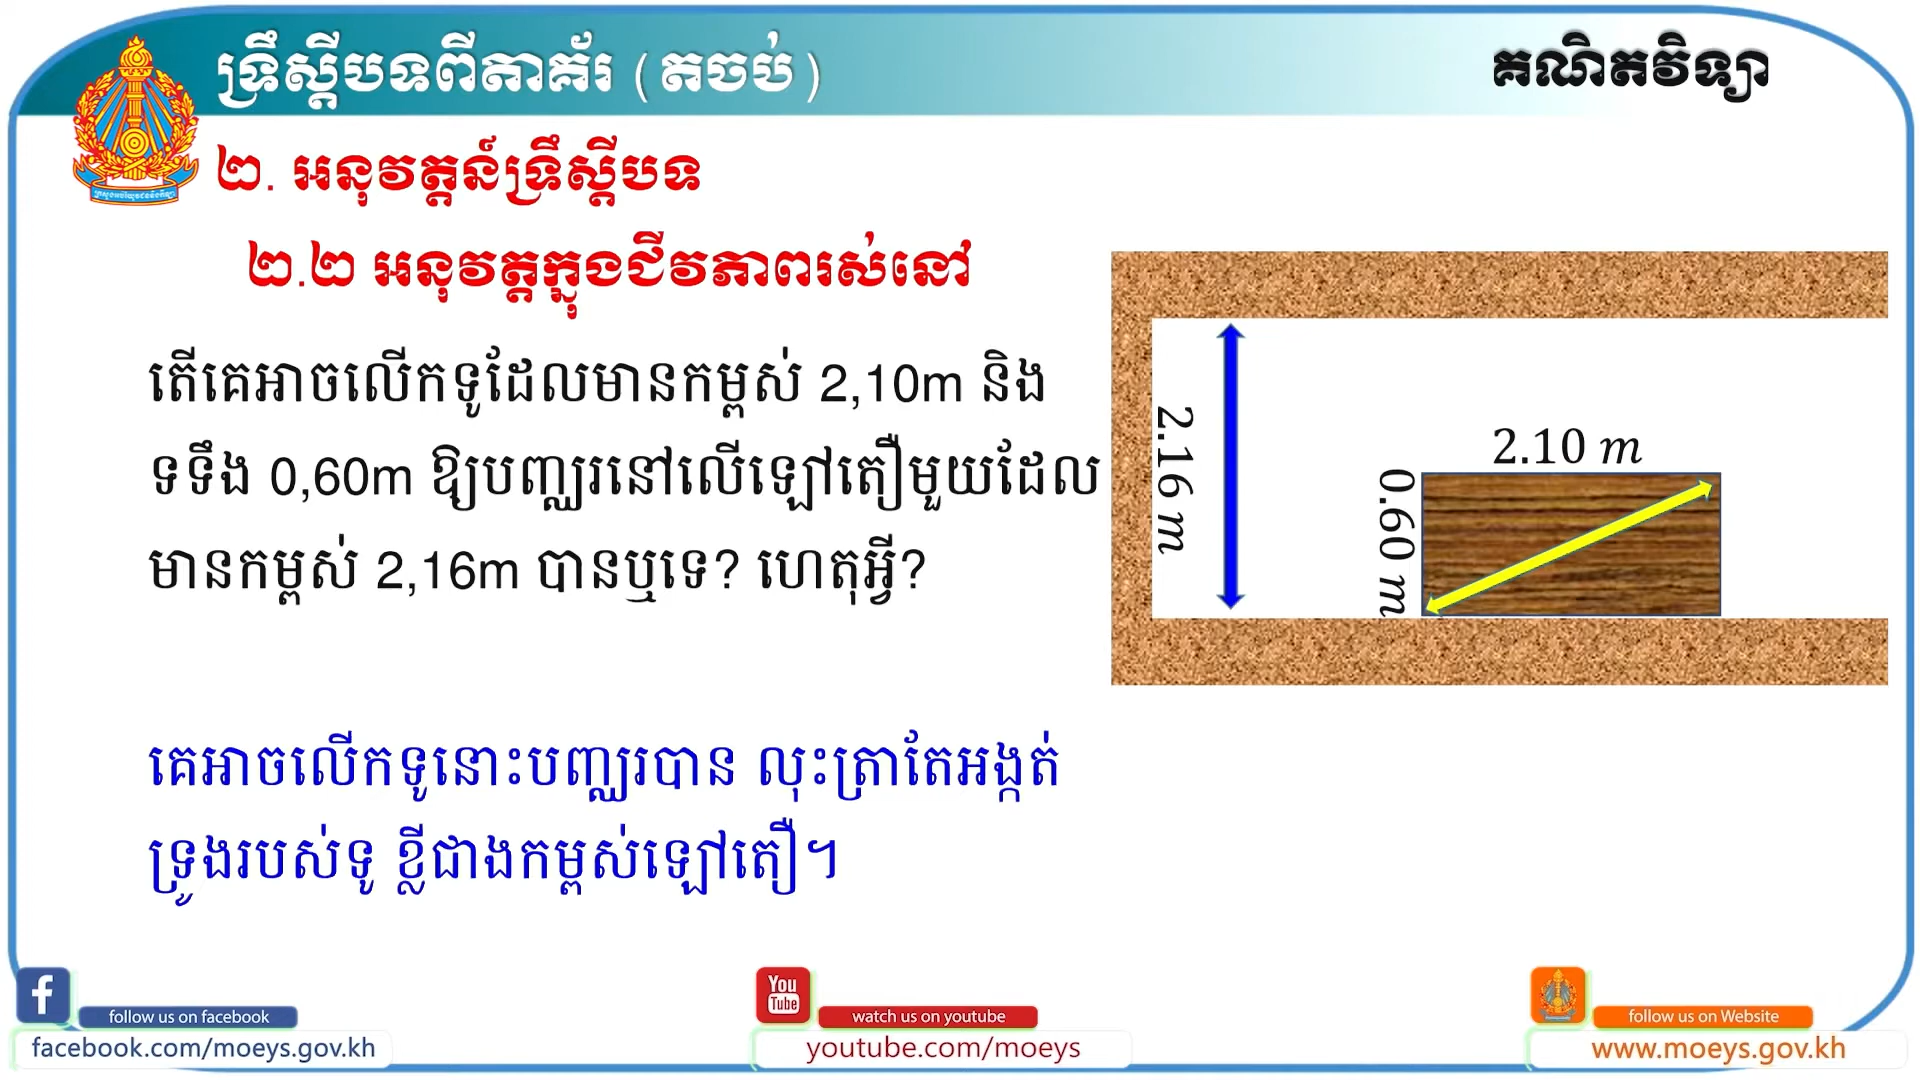 ទ្រឹស្តីបទពីតាគ័រ (តចប់)
គណិតវិទ្យា
២. អនុវត្តន៍ទ្រឹស្តីបទ
២.២ អនុវត្តក្នុងជីវភាពរស់នៅ
តើគេអាចលើកទូដែលមានកម្ពស់ 2,10m និង
ទទឹង 0,60m ឱ្យបញ្ឈរនៅលើឡៅតឿមួយដែល
មានកម្ពស់ 2,16m បានឬទេ? ហេតុអ្វី?
2.16 m
2.10 m
0.60 m
គេអាចលើកទូនោះបញ្ឈរបាន លុះត្រាតែអង្កត់
ទ្រូងរបស់ទូ ខ្លីជាងកម្ពស់ឡៅតឿ។
follow us on facebook
facebook.com/moeys.gov.kh
You Tube
watch us on youtube
youtube.com/moeys
follow us on Website
www.moeys.gov.kh